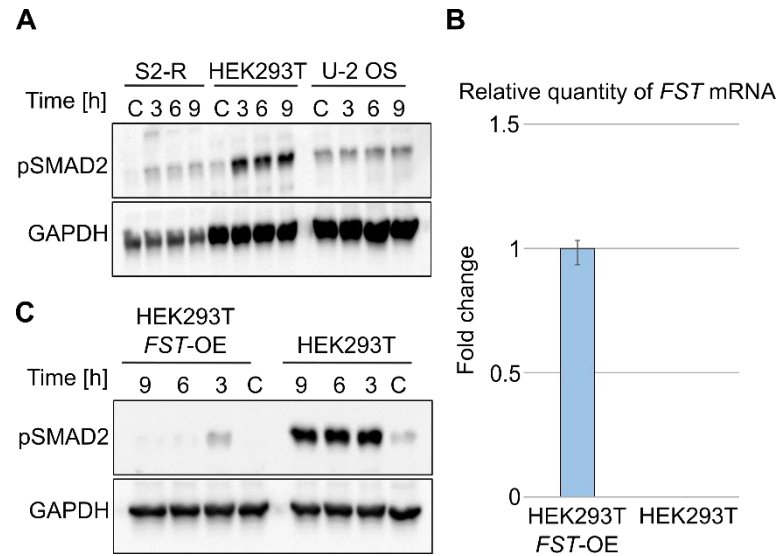 A
S2-R HEK293T U-2 OS
Time [h] C 3 6 9 C 3 6 9 C 3 6 9
pSMAD2
GAPDH
B
Relative quantity of FST mRNA
Fold change
1.5
1
0.5
0
HEK293T HEK293T
FST-OE
C
HEK293T
FST-OE HEK293T
Time [h] 9 6 3 C 9 6 3 C
pSMAD2
GAPDH